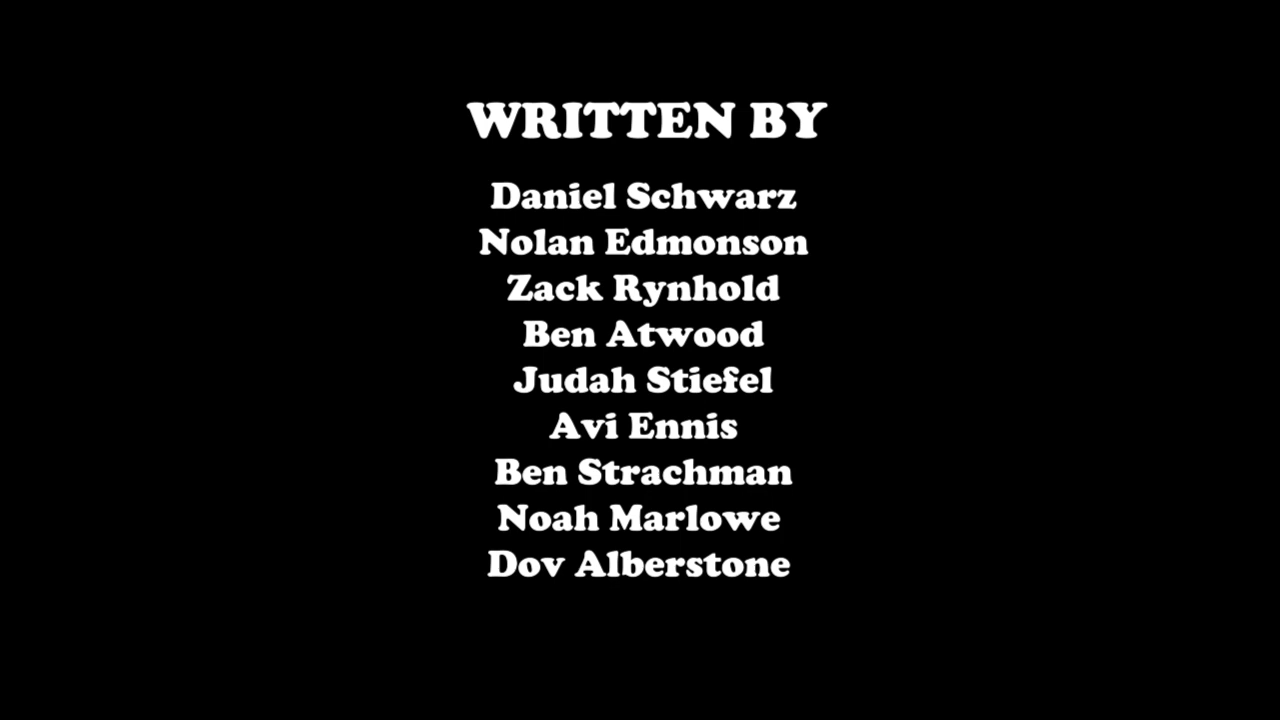 WRITTEN BY
Daniel Schwarz
Nolan Edmonson
Zack Rynhold
Ben Atwood
Judah Stiefel
Avi Ennis
Ben Strachman
Noah Marlowe
Dov Alberstone